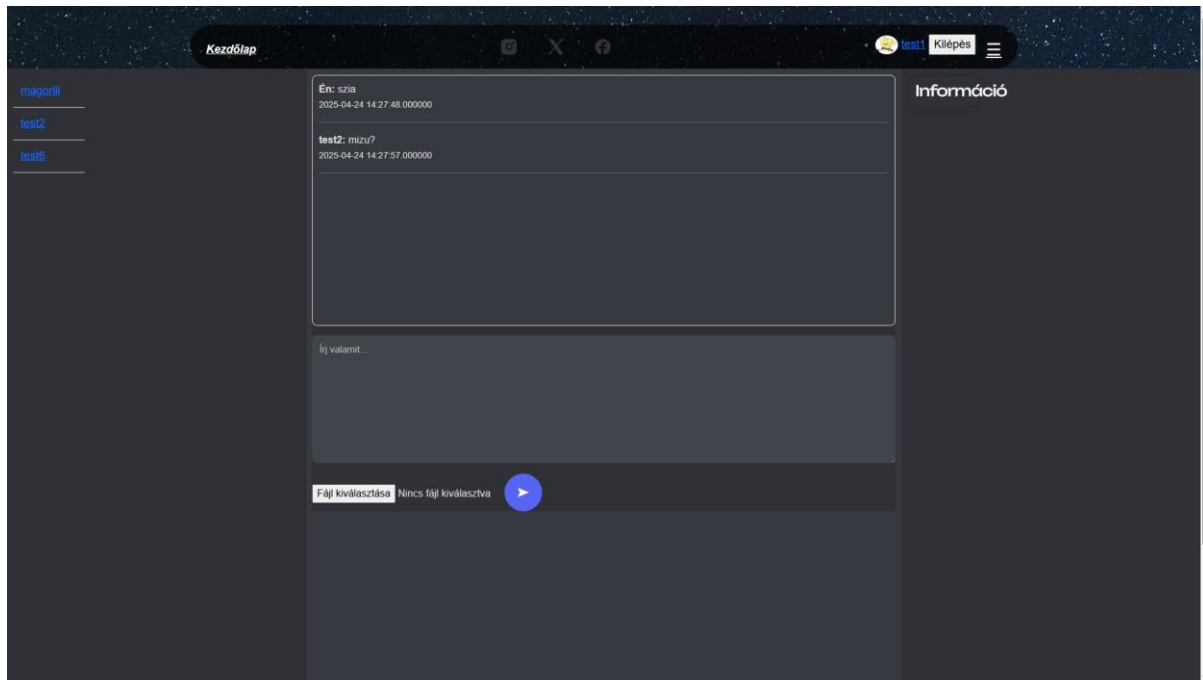 Kezdőlap
test1 Kilépés
magorili
test2
test6
Én: szia
2025-04-24 14:27:48.000000
test2: mizu?
2025-04-24 14:27:57.000000
Írj valamit...
Fájl kiválasztása Nincs fájl kiválasztva
Információ